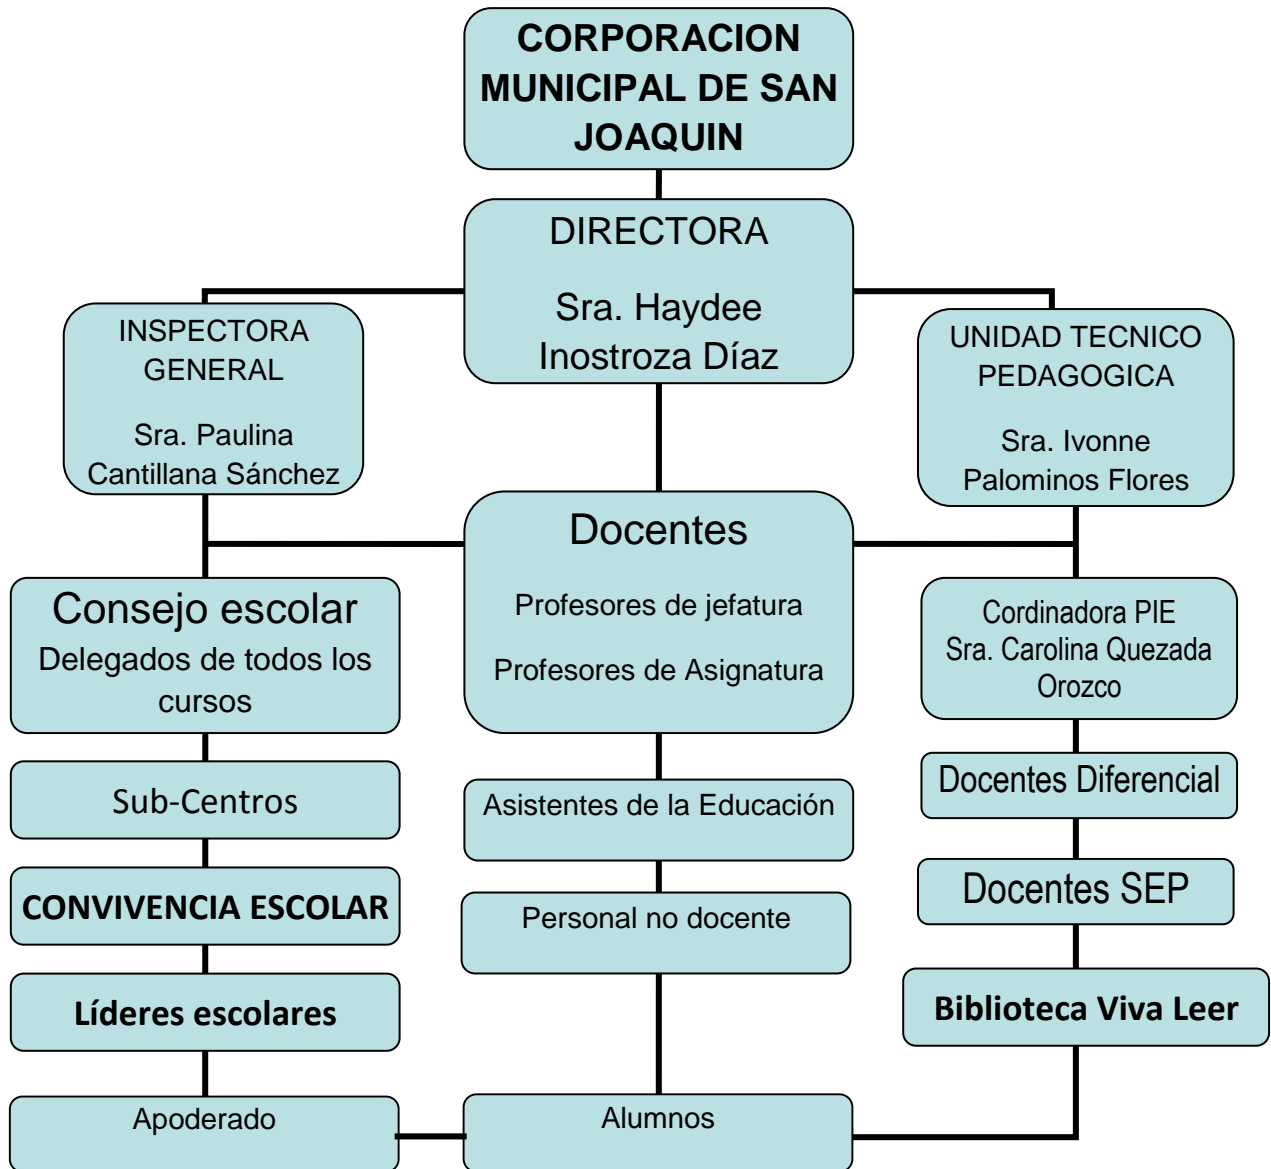 CORPORACION
MUNICIPAL DE SAN
JOAQUIN
DIRECTORA
Sra. Haydee
Inostroza Díaz
INSPECTORA
GENERAL
Sra. Paulina
Cantillana Sánchez
UNIDAD TECNICO
PEDAGOGICA
Sra. Ivonne
Palominos Flores
Docentes
Profesores de jefatura
Profesores de Asignatura
Consejo escolar
Delegados de todos los
cursos
Cordinadora PIE
Sra. Carolina Quezada
Orozco
Sub-Centros
Asistentes de la Educación
Docentes Diferencial
CONVIVENCIA ESCOLAR
Personal no docente
Docentes SEP
Líderes escolares
Biblioteca Viva Leer
Apoderado
Alumnos